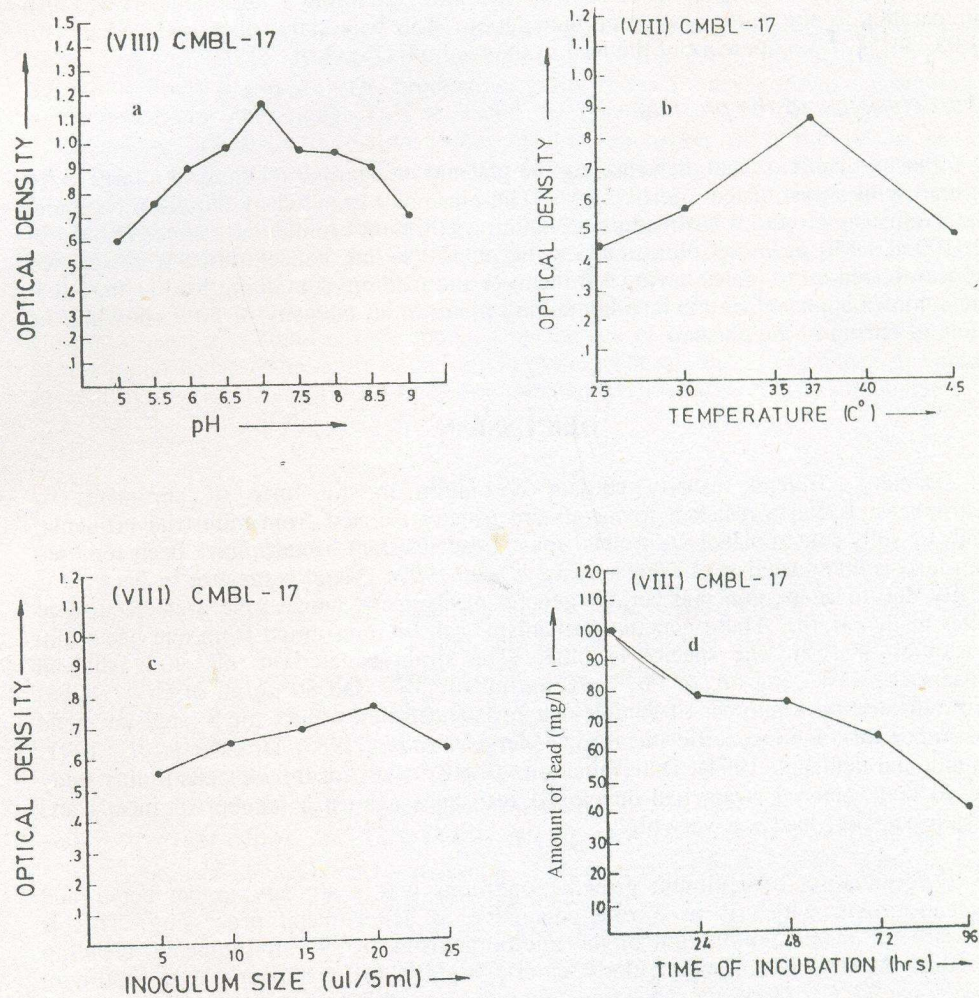 (VIII) CMBL-17
a
OPTICAL DENSITY
1.5
1.4
1.3
1.2
1.1
1.0
.9
.8
.7
.6
.5
.4
.3
.2
.1
5 5.5 6 6.5 7 7.5 8 8.5 9
pH
(VIII) CMBL-17
b
OPTICAL DENSITY
1.2
1.1
1.0
.9
.8
.7
.6
.5
.4
.3
.2
.1
25 30 35 37 40 45
TEMPERATURE (C°)
(VIII) CMBL-17
c
OPTICAL DENSITY
1.2
1.1
1.0
.9
.8
.7
.6
.5
.4
.3
.2
.1
5 10 15 20 25
INOCULUM SIZE (ul/5ml)
(VIII) CMBL-17
d
Amount of lead (mg/l)
120
100
90
80
70
60
50
40
30
20
10
24 48 72 96
TIME OF INCUBATION (hrs)